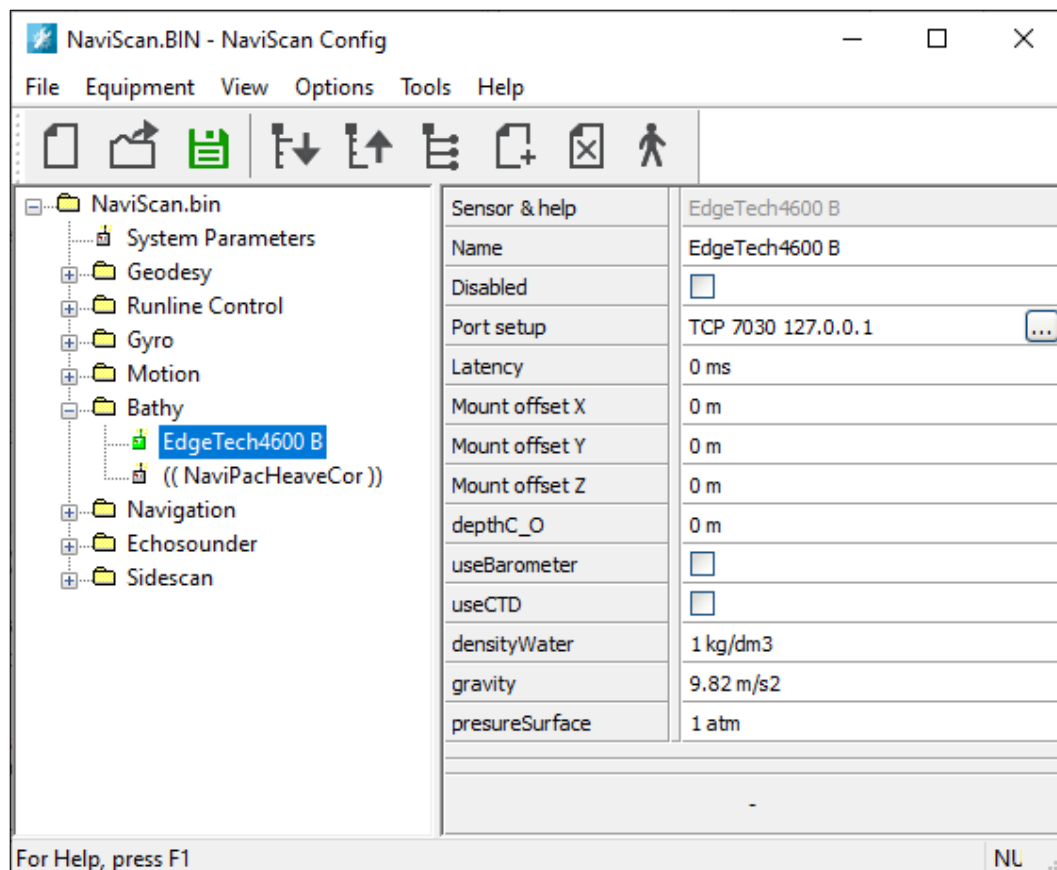 NaviScan.BIN - NaviScan Config
File Equipment View Options Tools Help
NaviScan.bin
System Parameters
Geodesy
Runline Control
Gyro
Motion
Bathy
EdgeTech4600 B
(( NaviPacHeaveCor ))
Navigation
Echosounder
Sidescan
Sensor & help EdgeTech4600 B
Name EdgeTech4600 B
Disabled
Port setup TCP 7030 127.0.0.1 ...
Latency 0 ms
Mount offset X 0 m
Mount offset Y 0 m
Mount offset Z 0 m
depthC_O 0 m
useBarometer
useCTD
densityWater 1 kg/dm3
gravity 9.82 m/s2
presureSurface 1 atm
-
For Help, press F1 NU